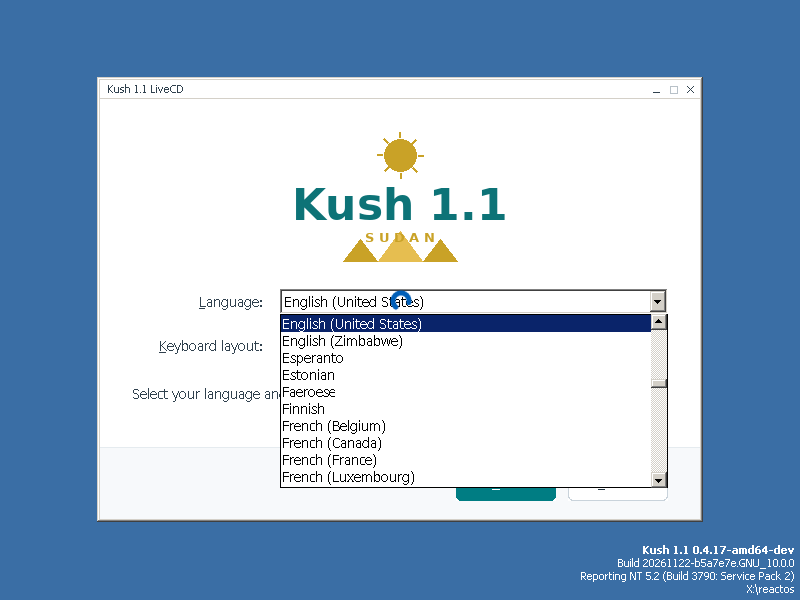 Kush 1.1 LiveCD
Kush 1.1
SUDAN
Language:
English (United States)
English (United States)
English (Zimbabwe)
Esperanto
Estonian
Faeroese
Finnish
French (Belgium)
French (Canada)
French (France)
French (Luxembourg)
Keyboard layout:
Select your language an
Kush 1.1 0.4.17-amd64-dev
Build 20261122-b5a7e7e.GNU_10.0.0
Reporting NT 5.2 (Build 3790: Service Pack 2)
X:\reactos